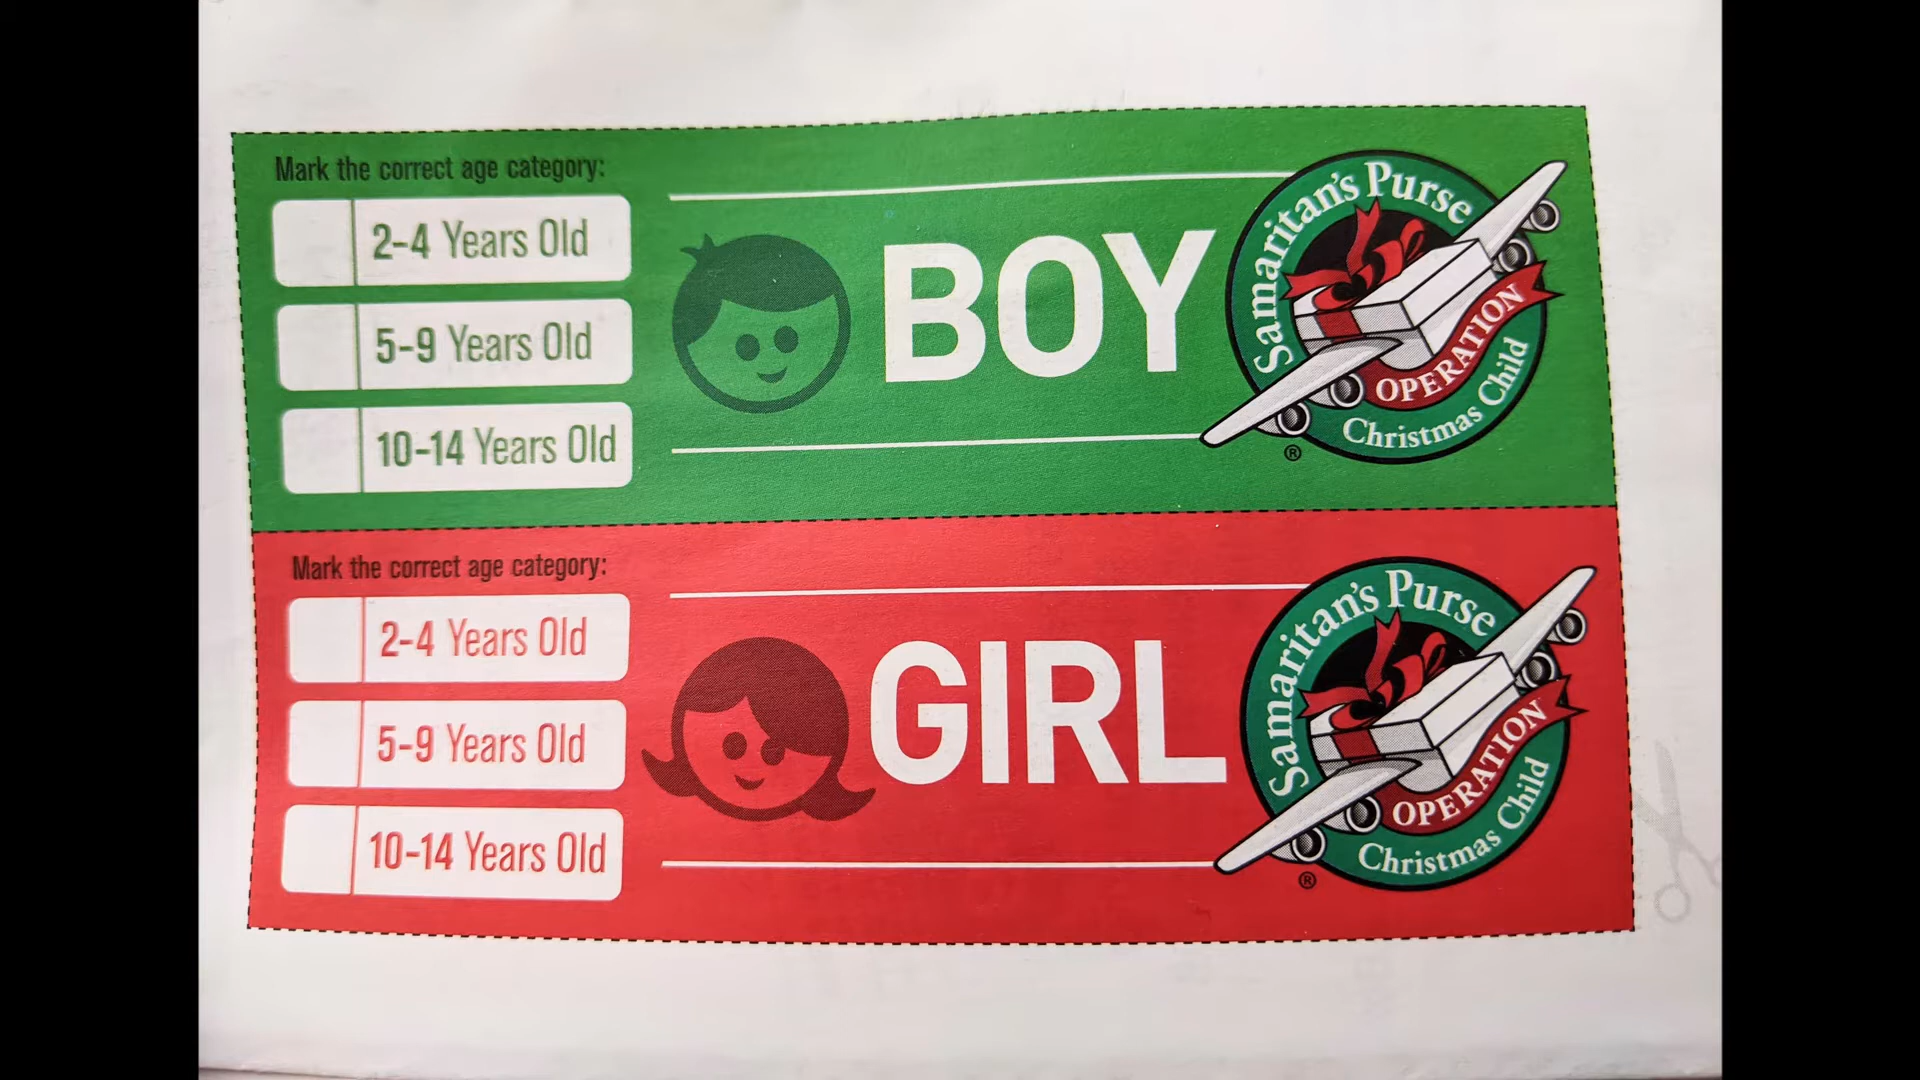 Mark the correct age category:
2-4 Years Old
5-9 Years Old
10-14 Years Old
BOY
Samaritan's Purse
OPERATION
Christmas Child
®
Mark the correct age category:
2-4 Years Old
5-9 Years Old
10-14 Years Old
GIRL
Samaritan's Purse
OPERATION
Christmas Child
®